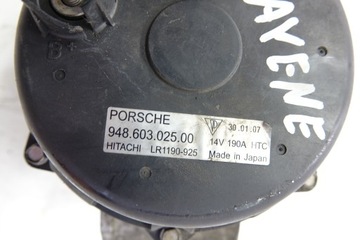 B+
AYENE
PORSCHE
948.603.025.00
30.01.07
14V 190A HTC
HITACHI LR1190-925
Made in Japan